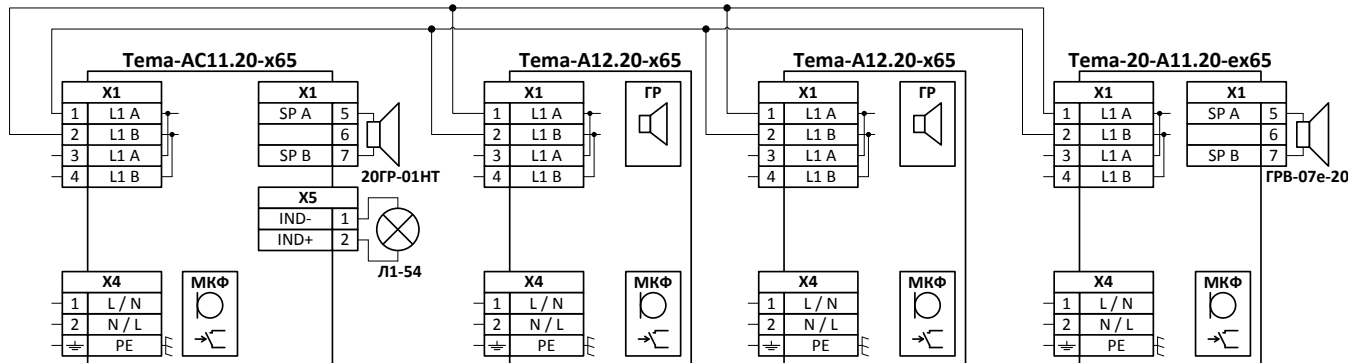 Tema-AC11.20-x65
X1
1 L1 A
2 L1 B
3 L1 A
4 L1 B
X1
SP A 5
6
SP B 7
20ГР-01НТ
X5
IND- 1
IND+ 2
Л1-54
X4
1 L / N
2 N / L
PE
МКФ
Tema-A12.20-x65
X1
1 L1 A
2 L1 B
3 L1 A
4 L1 B
ГР
X4
1 L / N
2 N / L
PE
МКФ
Tema-A12.20-x65
X1
1 L1 A
2 L1 B
3 L1 A
4 L1 B
ГР
X4
1 L / N
2 N / L
PE
МКФ
Tema-20-A11.20-ex65
X1
1 L1 A
2 L1 B
3 L1 A
4 L1 B
X1
SP A 5
6
SP B 7
ГРВ-07е-20
X4
1 L / N
2 N / L
PE
МКФ